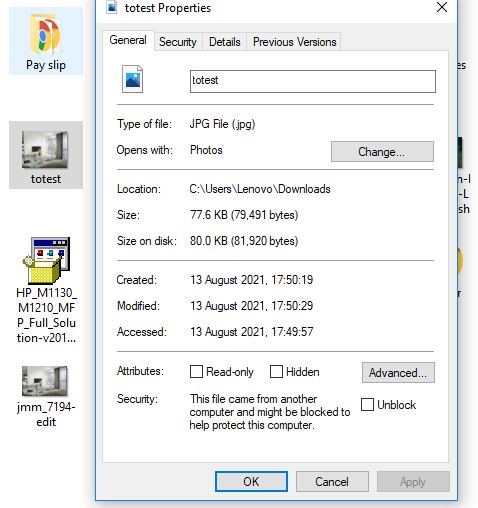 totest Properties
General
Security
Details
Previous Versions
totest
Type of file:
JPG File (.jpg)
Opens with:
Photos
Change...
Location:
C:\Users\Lenovo\Downloads
Size:
77.6 KB (79,491 bytes)
Size on disk:
80.0 KB (81,920 bytes)
Created:
13 August 2021, 17:50:19
Modified:
13 August 2021, 17:50:29
Accessed:
13 August 2021, 17:49:57
Attributes:
Read-only
Hidden
Advanced...
Security:
This file came from another
computer and might be blocked to
help protect this computer.
Unblock
OK
Cancel
Apply
Pay slip
totest
HP_M1130_
M1210_MF
P_Full_Solu
tion-v201...
jmm_7194-
edit